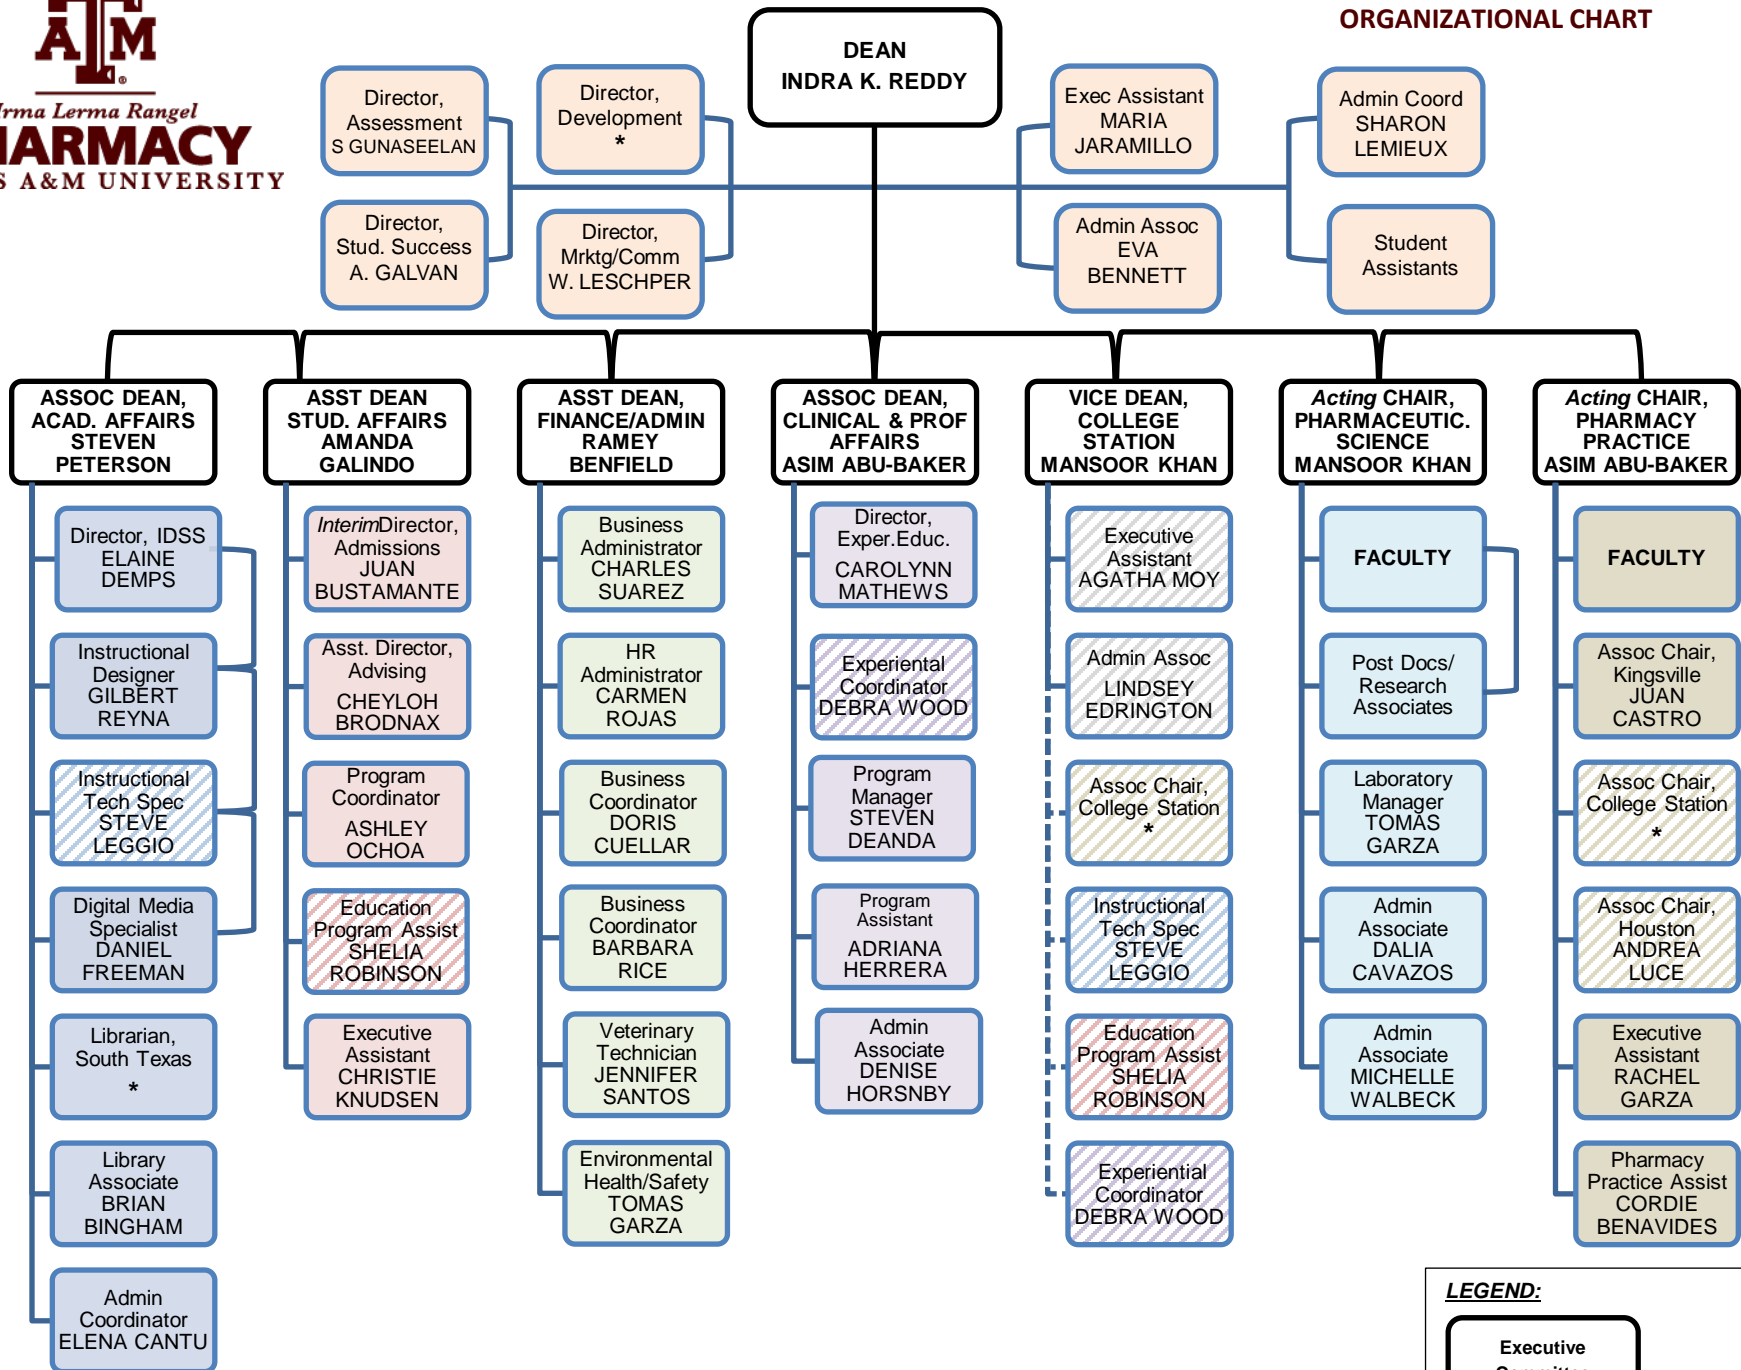 ORGANIZATIONAL CHART
Irma Lerma Rangel
A&M UNIVERSITY
DEAN
INDRA K. REDDY
Director,
Assessment
S GUNASEELAN
Director,
Development
*
Exec Assistant
MARIA
JARAMILLO
Admin Coord
SHARON
LEMIEUX
Director,
Stud. Success
A. GALVAN
Director,
Mrktg/Comm
W. LESCHPER
Admin Assoc
EVA
BENNETT
Student
Assistants
ASSOC DEAN,
ACAD. AFFAIRS
STEVEN
PETERSON
Director, IDSS
ELAINE
DEMPS
Instructional
Designer
GILBERT
REYNA
Instructional
Tech Spec
STEVE
LEGGIO
Digital Media
Specialist
DANIEL
FREEMAN
Librarian,
South Texas
*
Library
Associate
BRIAN
BINGHAM
Admin
Coordinator
ELENA CANTU
ASST DEAN
STUD. AFFAIRS
AMANDA
GALINDO
InterimDirector,
Admissions
JUAN
BUSTAMANTE
Asst. Director,
Advising
CHEYLOH
BRODNAX
Program
Coordinator
ASHLEY
OCHOA
Education
Program Assist
SHELIA
ROBINSON
Executive
Assistant
CHRISTIE
KNUDSEN
ASST DEAN,
FINANCE/ADMIN
RAMEY
BENFIELD
Business
Administrator
CHARLES
SUAREZ
HR
Administrator
CARMEN
ROJAS
Business
Coordinator
DORIS
CUELLAR
Business
Coordinator
BARBARA
RICE
Veterinary
Technician
JENNIFER
SANTOS
Environmental
Health/Safety
TOMAS
GARZA
ASSOC DEAN,
CLINICAL & PROF
AFFAIRS
ASIM ABU-BAKER
Director,
Exper.Educ.
CAROLYNN
MATHEWS
Experiental
Coordinator
DEBRA WOOD
Program
Manager
STEVEN
DEANDA
Program
Assistant
ADRIANA
HERRERA
Admin
Associate
DENISE
HORSNBY
VICE DEAN,
COLLEGE
STATION
MANSOOR KHAN
Executive
Assistant
AGATHA MOY
Admin Assoc
LINDSEY
EDRINGTON
Assoc Chair,
College Station
*
Instructional
Tech Spec
STEVE
LEGGIO
Education
Program Assist
SHELIA
ROBINSON
Experiential
Coordinator
DEBRA WOOD
Acting CHAIR,
PHARMACEUTIC.
SCIENCE
MANSOOR KHAN
FACULTY
Post Docs/
Research
Associates
Laboratory
Manager
TOMAS
GARZA
Admin
Associate
DALIA
CAVAZOS
Admin
Associate
MICHELLE
WALBECK
Acting CHAIR,
PHARMACY
PRACTICE
ASIM ABU-BAKER
FACULTY
Assoc Chair,
Kingsville
JUAN
CASTRO
Assoc Chair,
College Station
*
Assoc Chair,
Houston
ANDREA
LUCE
Executive
Assistant
RACHEL
GARZA
Pharmacy
Practice Assist
CORDIE
BENAVIDES
LEGEND:
Executive